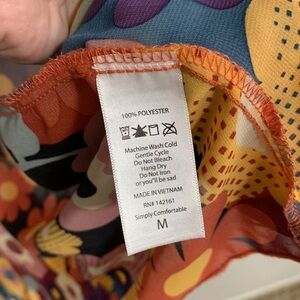 100% POLYESTER
Machine Wash Cold
Gentle Cycle
Do Not Bleach
Hang Dry
Do Not Iron
or you'll be sad
MADE IN VIETNAM
RN# 142161
Simply Comfortable
M